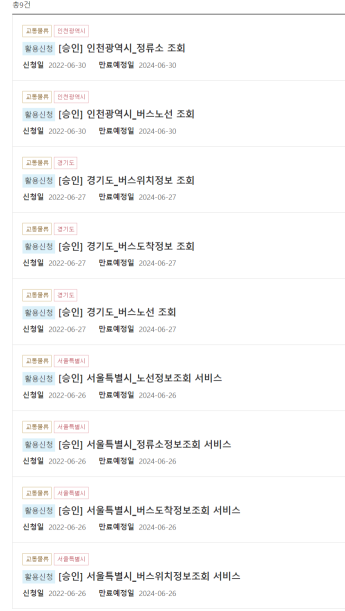 총9건
교통물류 인천광역시
활용신청 [승인] 인천광역시_정류소 조회
신청일 2022-06-30 만료예정일 2024-06-30
교통물류 인천광역시
활용신청 [승인] 인천광역시_버스노선 조회
신청일 2022-06-30 만료예정일 2024-06-30
교통물류 경기도
활용신청 [승인] 경기도_버스위치정보 조회
신청일 2022-06-27 만료예정일 2024-06-27
교통물류 경기도
활용신청 [승인] 경기도_버스도착정보 조회
신청일 2022-06-27 만료예정일 2024-06-27
교통물류 경기도
활용신청 [승인] 경기도_버스노선 조회
신청일 2022-06-27 만료예정일 2024-06-27
교통물류 서울특별시
활용신청 [승인] 서울특별시_노선정보조회 서비스
신청일 2022-06-26 만료예정일 2024-06-26
교통물류 서울특별시
활용신청 [승인] 서울특별시_정류소정보조회 서비스
신청일 2022-06-26 만료예정일 2024-06-26
교통물류 서울특별시
활용신청 [승인] 서울특별시_버스도착정보조회 서비스
신청일 2022-06-26 만료예정일 2024-06-26
교통물류 서울특별시
활용신청 [승인] 서울특별시_버스위치정보조회 서비스
신청일 2022-06-26 만료예정일 2024-06-26